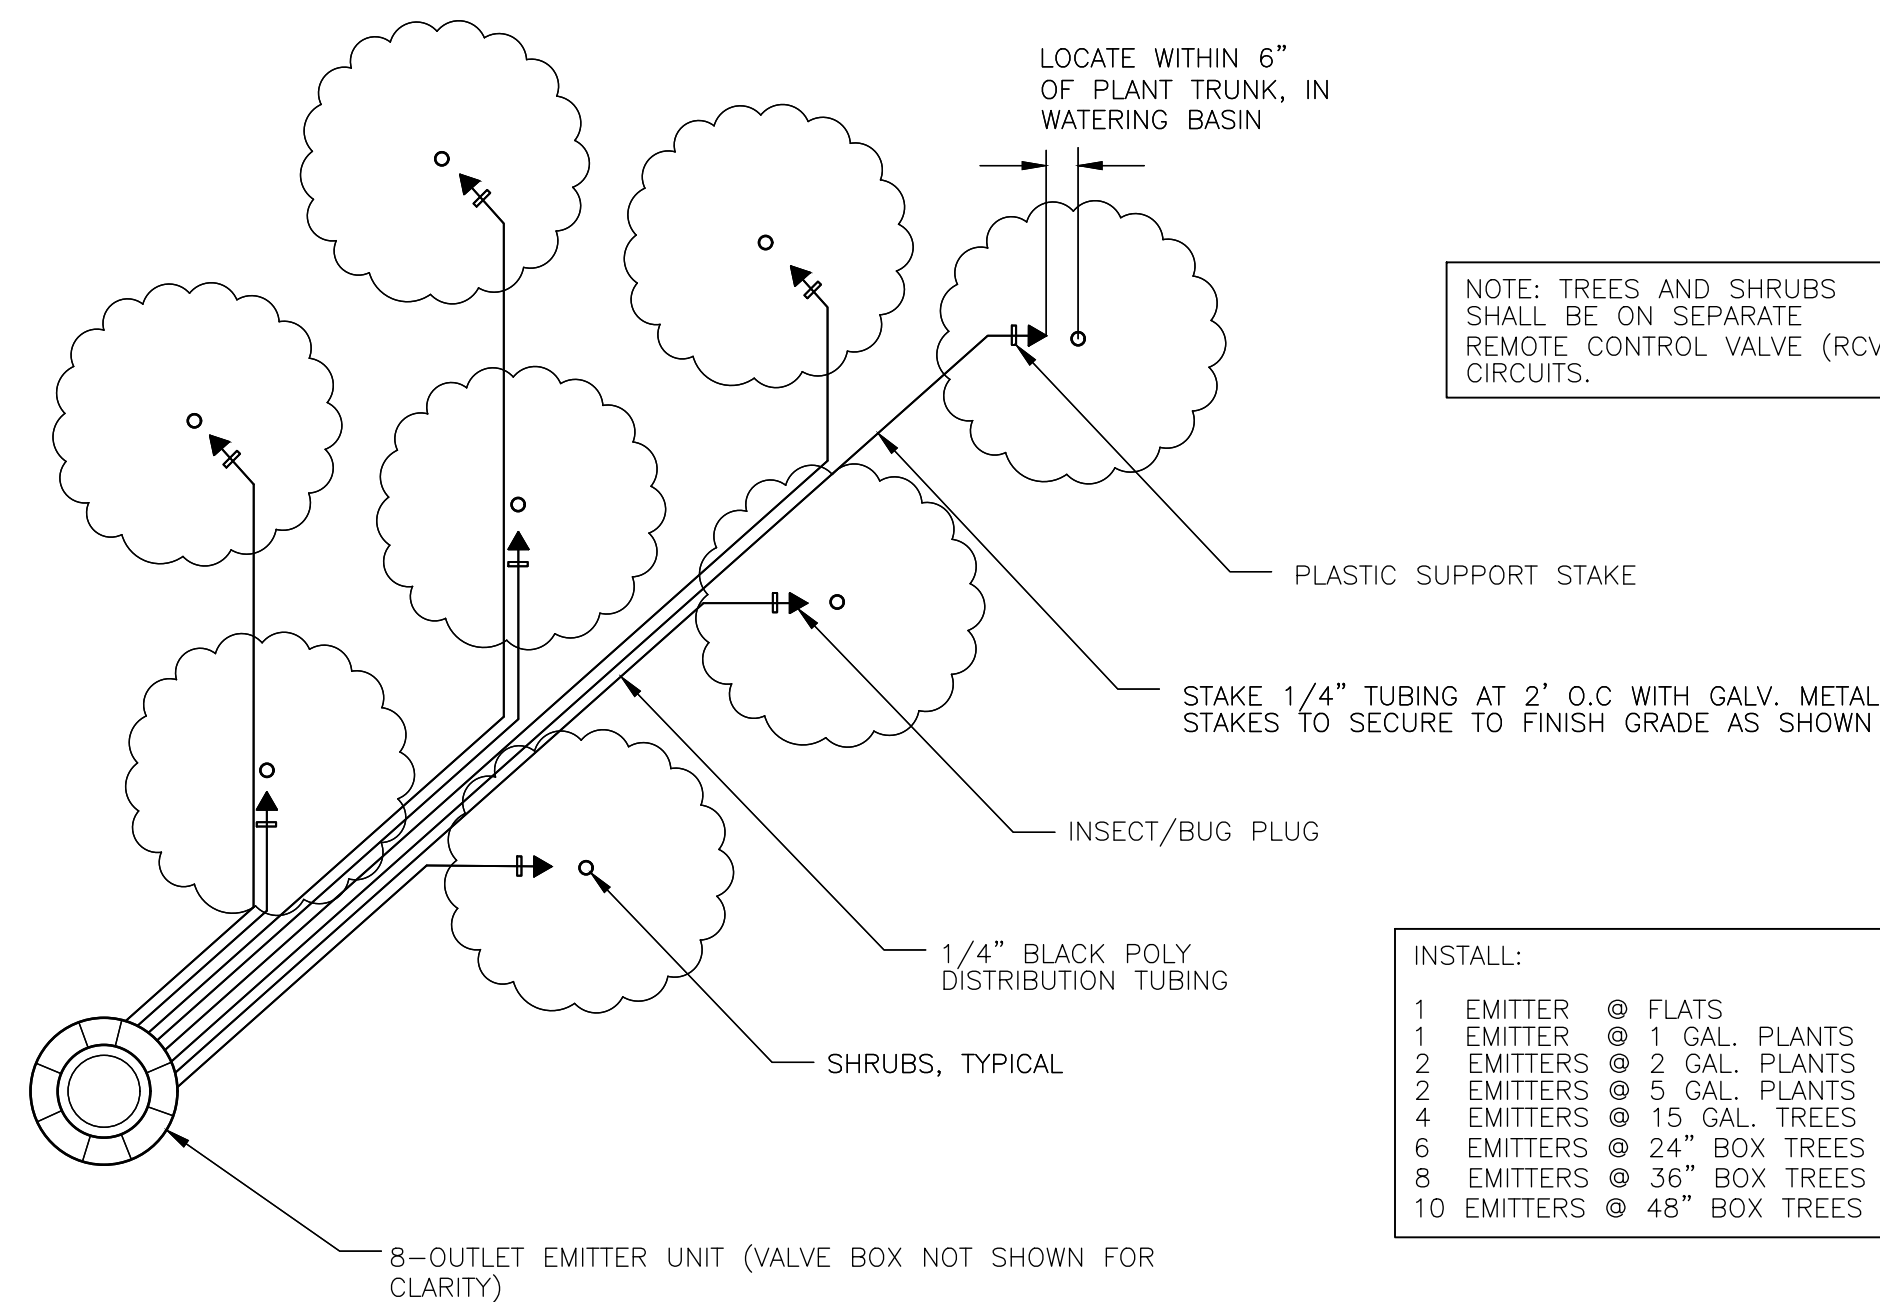 LOCATE WITHIN 6”
OF PLANT TRUNK, IN
WATERING BASIN
NOTE: TREES AND SHRUBS
SHALL BE ON SEPARATE
REMOTE CONTROL VALVE (RCV
CIRCUITS.
PLASTIC SUPPORT STAKE
STAKE 1/4” TUBING AT 2’ O.C WITH GALV. METAL
STAKES TO SECURE TO FINISH GRADE AS SHOWN
INSECT/BUG PLUG
1/4” BLACK POLY
DISTRIBUTION TUBING
SHRUBS, TYPICAL
8–OUTLET EMITTER UNIT (VALVE BOX NOT SHOWN FOR
CLARITY)
INSTALL:
1 EMITTER @ FLATS
1 EMITTER @ 1 GAL. PLANTS
2 EMITTERS @ 2 GAL. PLANTS
2 EMITTERS @ 5 GAL. PLANTS
4 EMITTERS @ 15 GAL. TREES
6 EMITTERS @ 24” BOX TREES
8 EMITTERS @ 36” BOX TREES
10 EMITTERS @ 48” BOX TREES